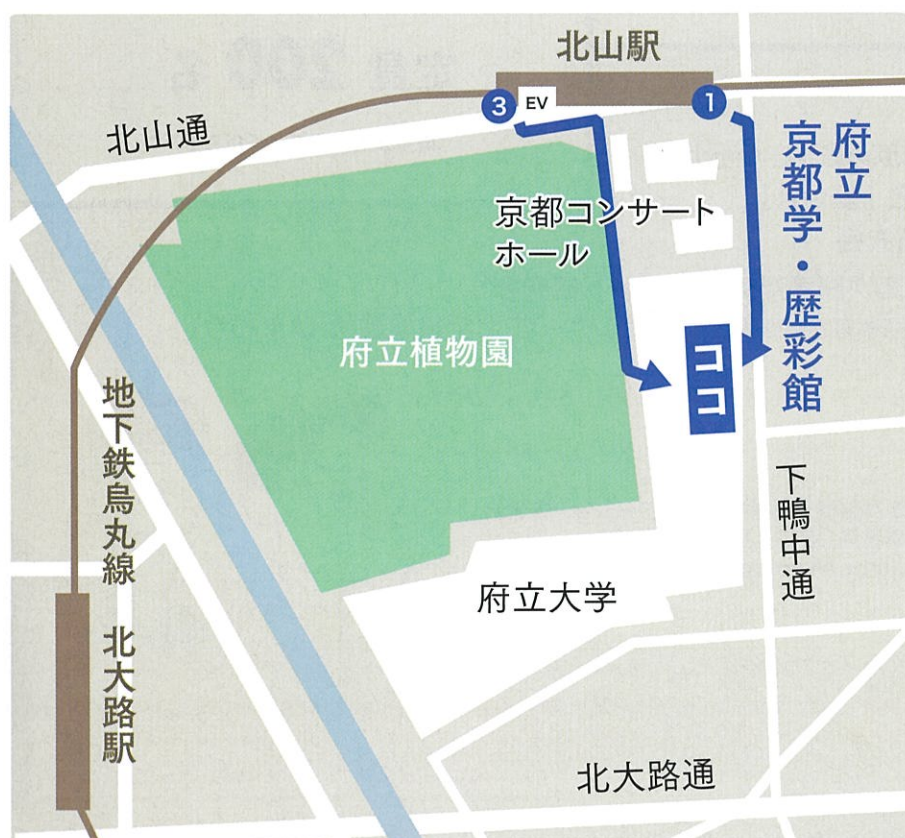 北山駅
3
EV
1
北山通
府立
京都学・歴彩館
京都コンサート
ホール
府立植物園
ココ
地下鉄烏丸線
北大路駅
下鴨中通
府立大学
北大路通